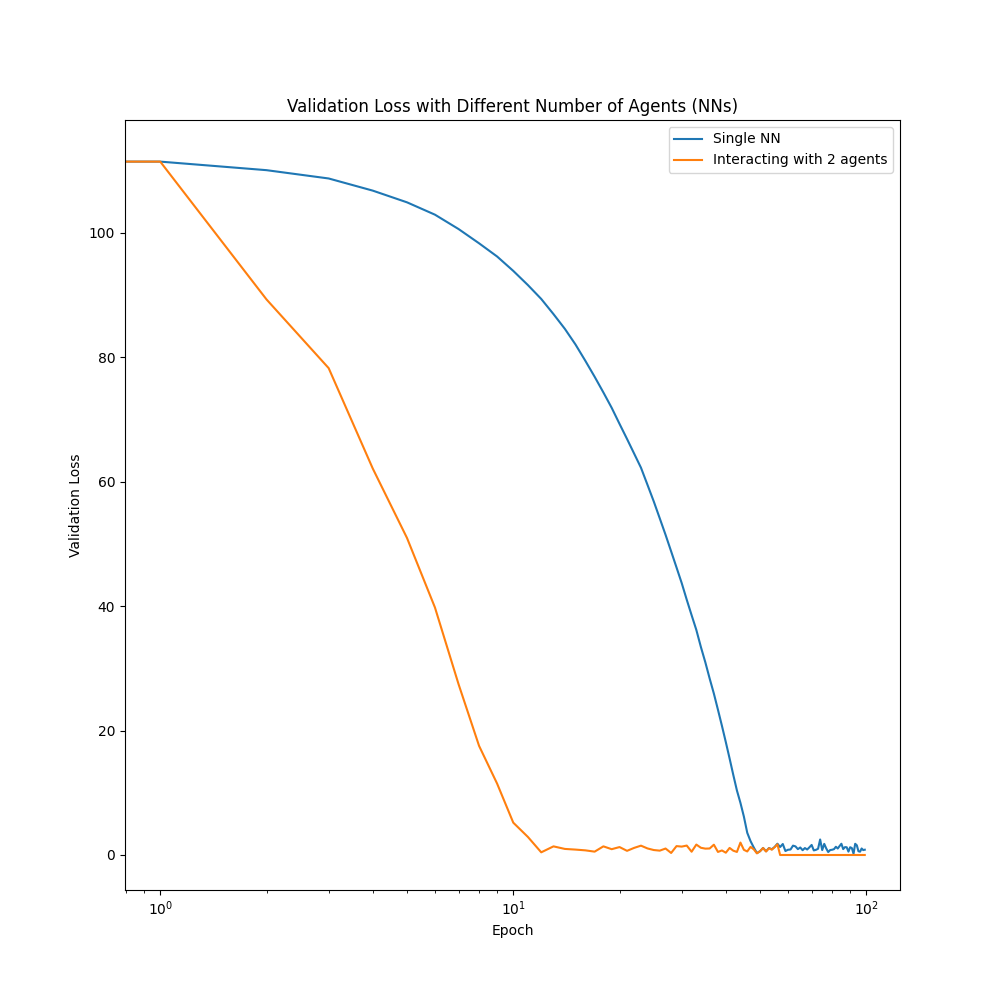 Validation Loss with Different Number of Agents (NNs)
Single NN
Interacting with 2 agents
Validation Loss
100
80
60
40
20
0
10⁰
10¹
10²
Epoch